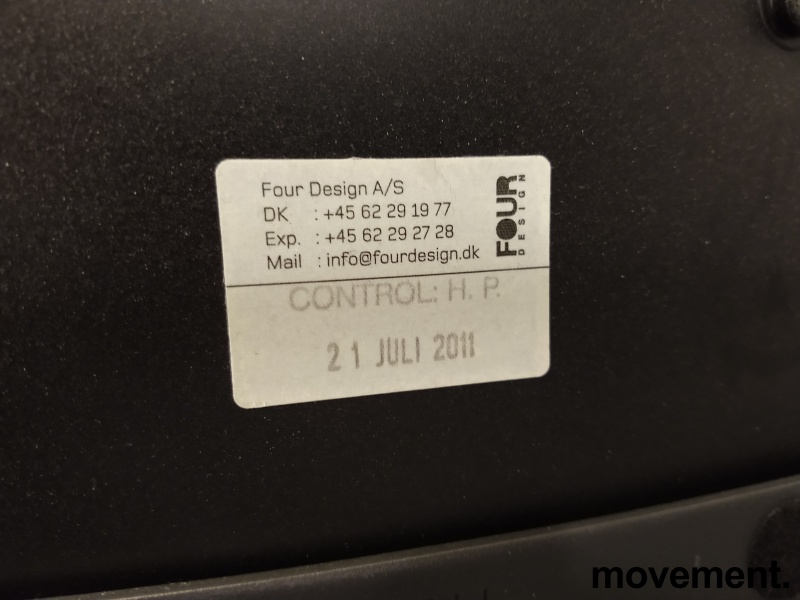 Four Design A/S
DK : +45 62 29 19 77
Exp. : +45 62 29 27 28
Mail : info@fourdesign.dk
FOUR
DESIGN
CONTROL: H. P.
21 JULI 2011
movement.